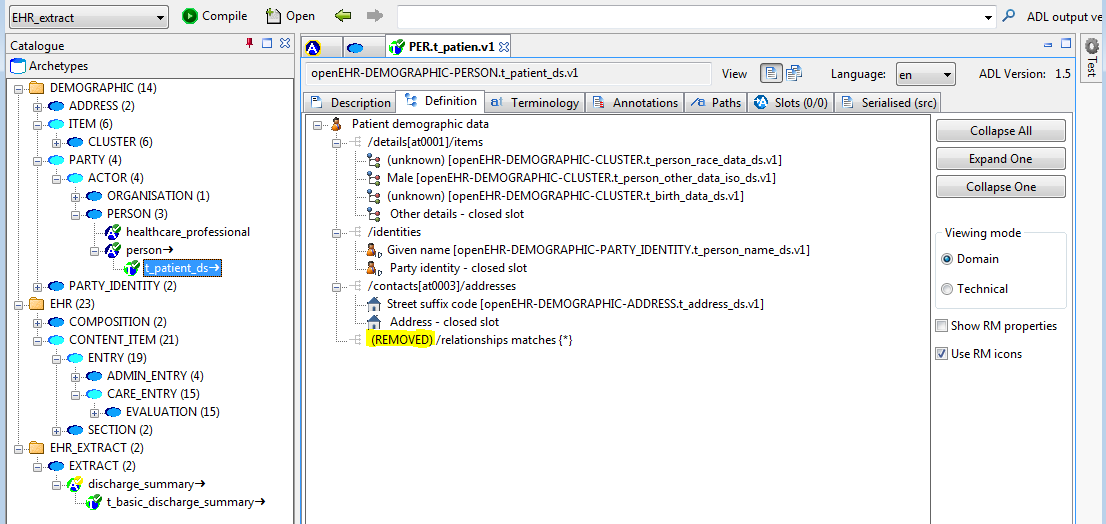 EHR_extract
Compile
Open
ADL output ve
Catalogue
Archetypes
DEMOGRAPHIC (14)
ADDRESS (2)
ITEM (6)
CLUSTER (6)
PARTY (4)
ACTOR (4)
ORGANISATION (1)
PERSON (3)
healthcare_professional
person→
t_patient_ds→
PARTY_IDENTITY (2)
EHR (23)
COMPOSITION (2)
CONTENT_ITEM (21)
ENTRY (19)
ADMIN_ENTRY (4)
CARE_ENTRY (15)
EVALUATION (15)
SECTION (2)
EHR_EXTRACT (2)
EXTRACT (2)
discharge_summary→
t_basic_discharge_summary→
PER.t_patien.v1
openEHR-DEMOGRAPHIC-PERSON.t_patient_ds.v1
View
Language:
en
ADL Version: 1.5
Description
Definition
Terminology
Annotations
Paths
Slots (0/0)
Serialised (src)
Patient demographic data
/details[at0001]/items
(unknown) [openEHR-DEMOGRAPHIC-CLUSTER.t_person_race_data_ds.v1]
Male [openEHR-DEMOGRAPHIC-CLUSTER.t_person_other_data_iso_ds.v1]
(unknown) [openEHR-DEMOGRAPHIC-CLUSTER.t_birth_data_ds.v1]
Other details - closed slot
/identities
Given name [openEHR-DEMOGRAPHIC-PARTY_IDENTITY.t_person_name_ds.v1]
Party identity - closed slot
/contacts[at0003]/addresses
Street suffix code [openEHR-DEMOGRAPHIC-ADDRESS.t_address_ds.v1]
Address - closed slot
(REMOVED) /relationships matches {*}
Collapse All
Expand One
Collapse One
Viewing mode
Domain
Technical
Show RM properties
Use RM icons
Test